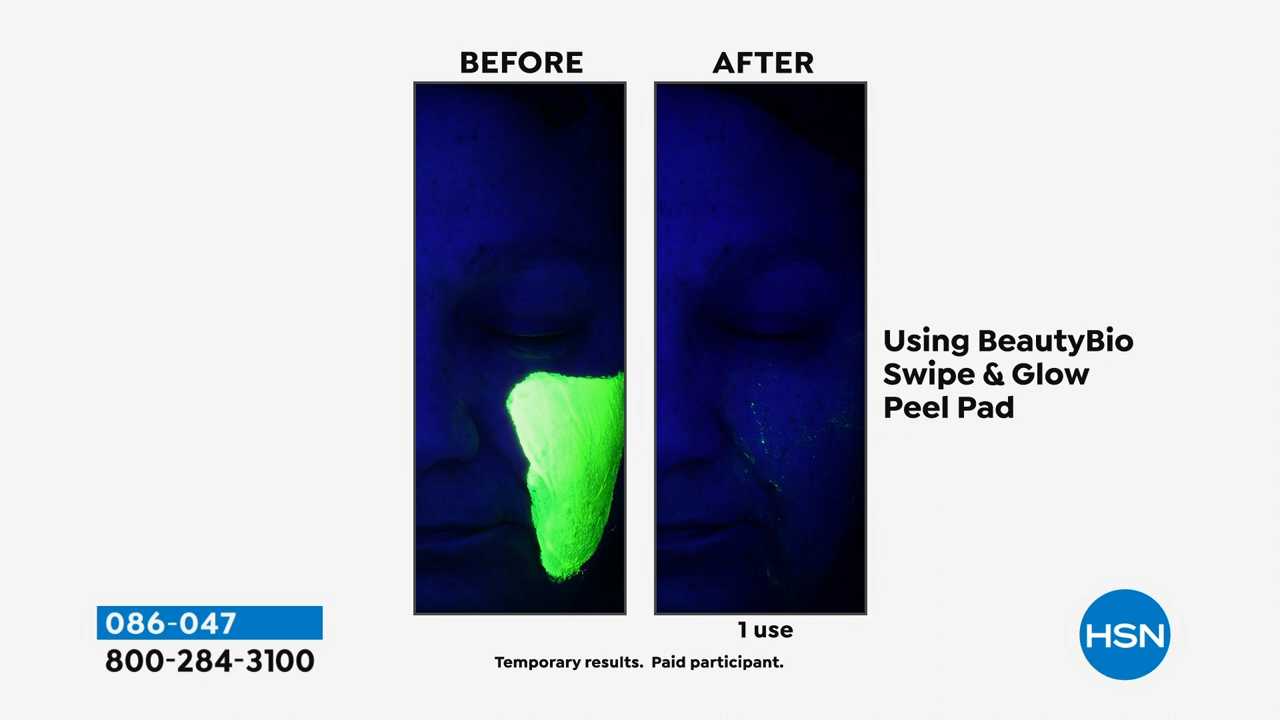 BEFORE
AFTER
Using BeautyBio
Swipe & Glow
Peel Pad
1 use
Temporary results. Paid participant.
086-047
800-284-3100
HSN